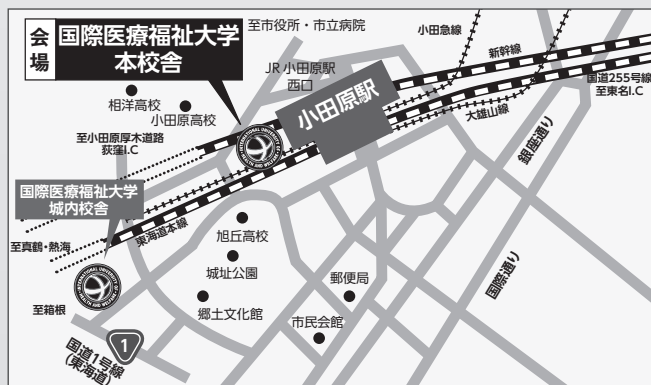 会場
国際医療福祉大学
本校舎
至市役所・市立病院
小田急線
新幹線
JR 小田原駅
西口
国道255号線
至東名I.C
小田原駅
大雄山線
相洋高校
小田原高校
至小田原厚木道路
荻窪I.C
銀座通り
国際医療福祉大学
城内校舎
東海道本線
至真鶴・熱海
旭丘高校
城址公園
郵便局
国際通り
郷土文化館
市民会館
至箱根
1
国道1号線
(東海道)